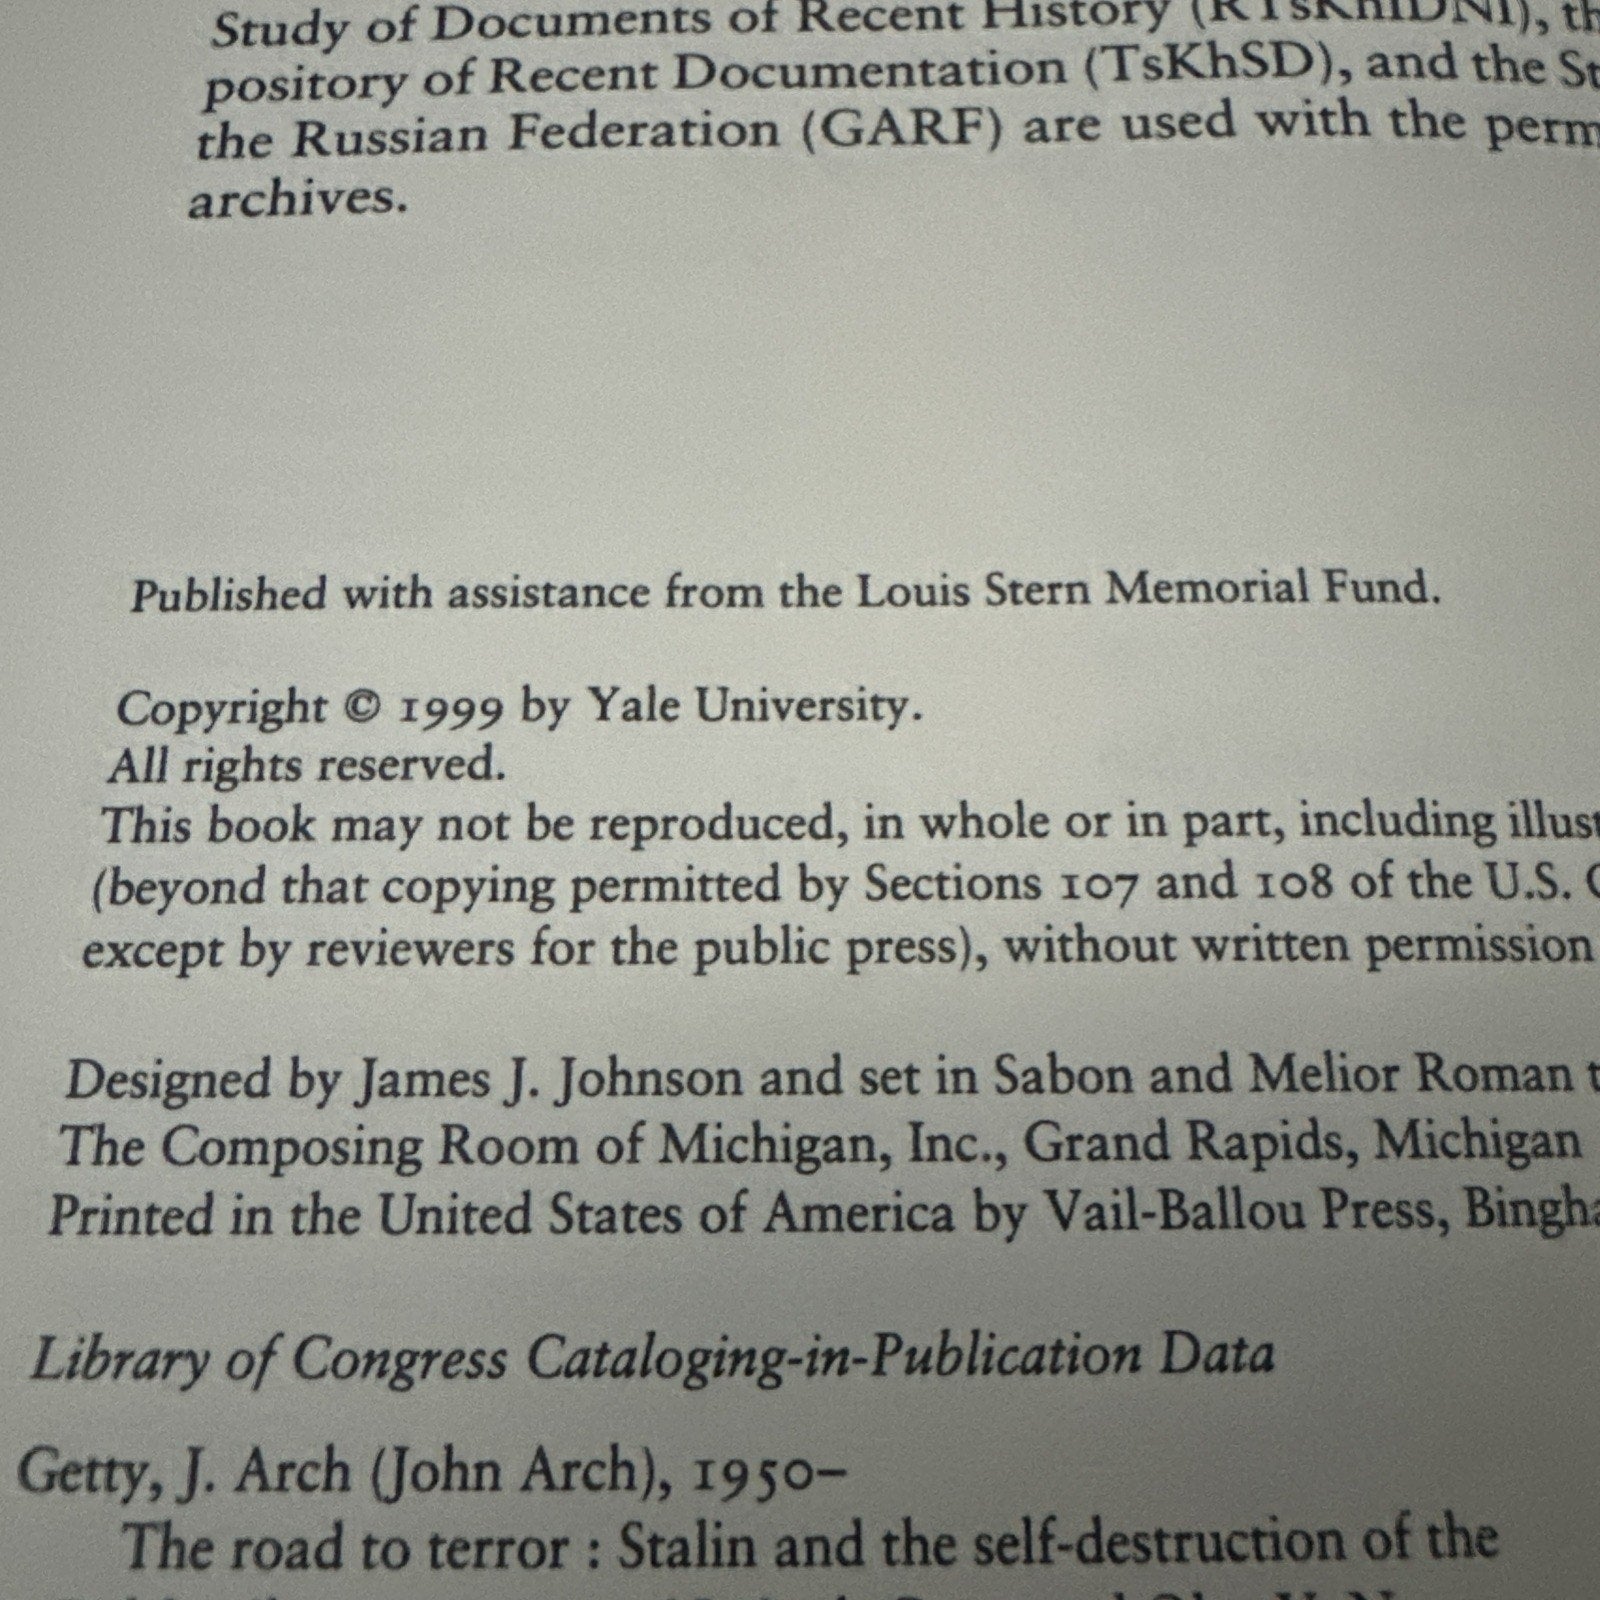 Study of Documents of Recent History (RTsKhIDNI), th
pository of Recent Documentation (TsKhSD), and the St
the Russian Federation (GARF) are used with the perm
archives.
Published with assistance from the Louis Stern Memorial Fund.
Copyright © 1999 by Yale University.
All rights reserved.
This book may not be reproduced, in whole or in part, including illust
(beyond that copying permitted by Sections 107 and 108 of the U.S. C
except by reviewers for the public press), without written permission
Designed by James J. Johnson and set in Sabon and Melior Roman t
The Composing Room of Michigan, Inc., Grand Rapids, Michigan
Printed in the United States of America by Vail-Ballou Press, Bingha
Library of Congress Cataloging-in-Publication Data
Getty, J. Arch (John Arch), 1950–
The road to terror : Stalin and the self-destruction of the